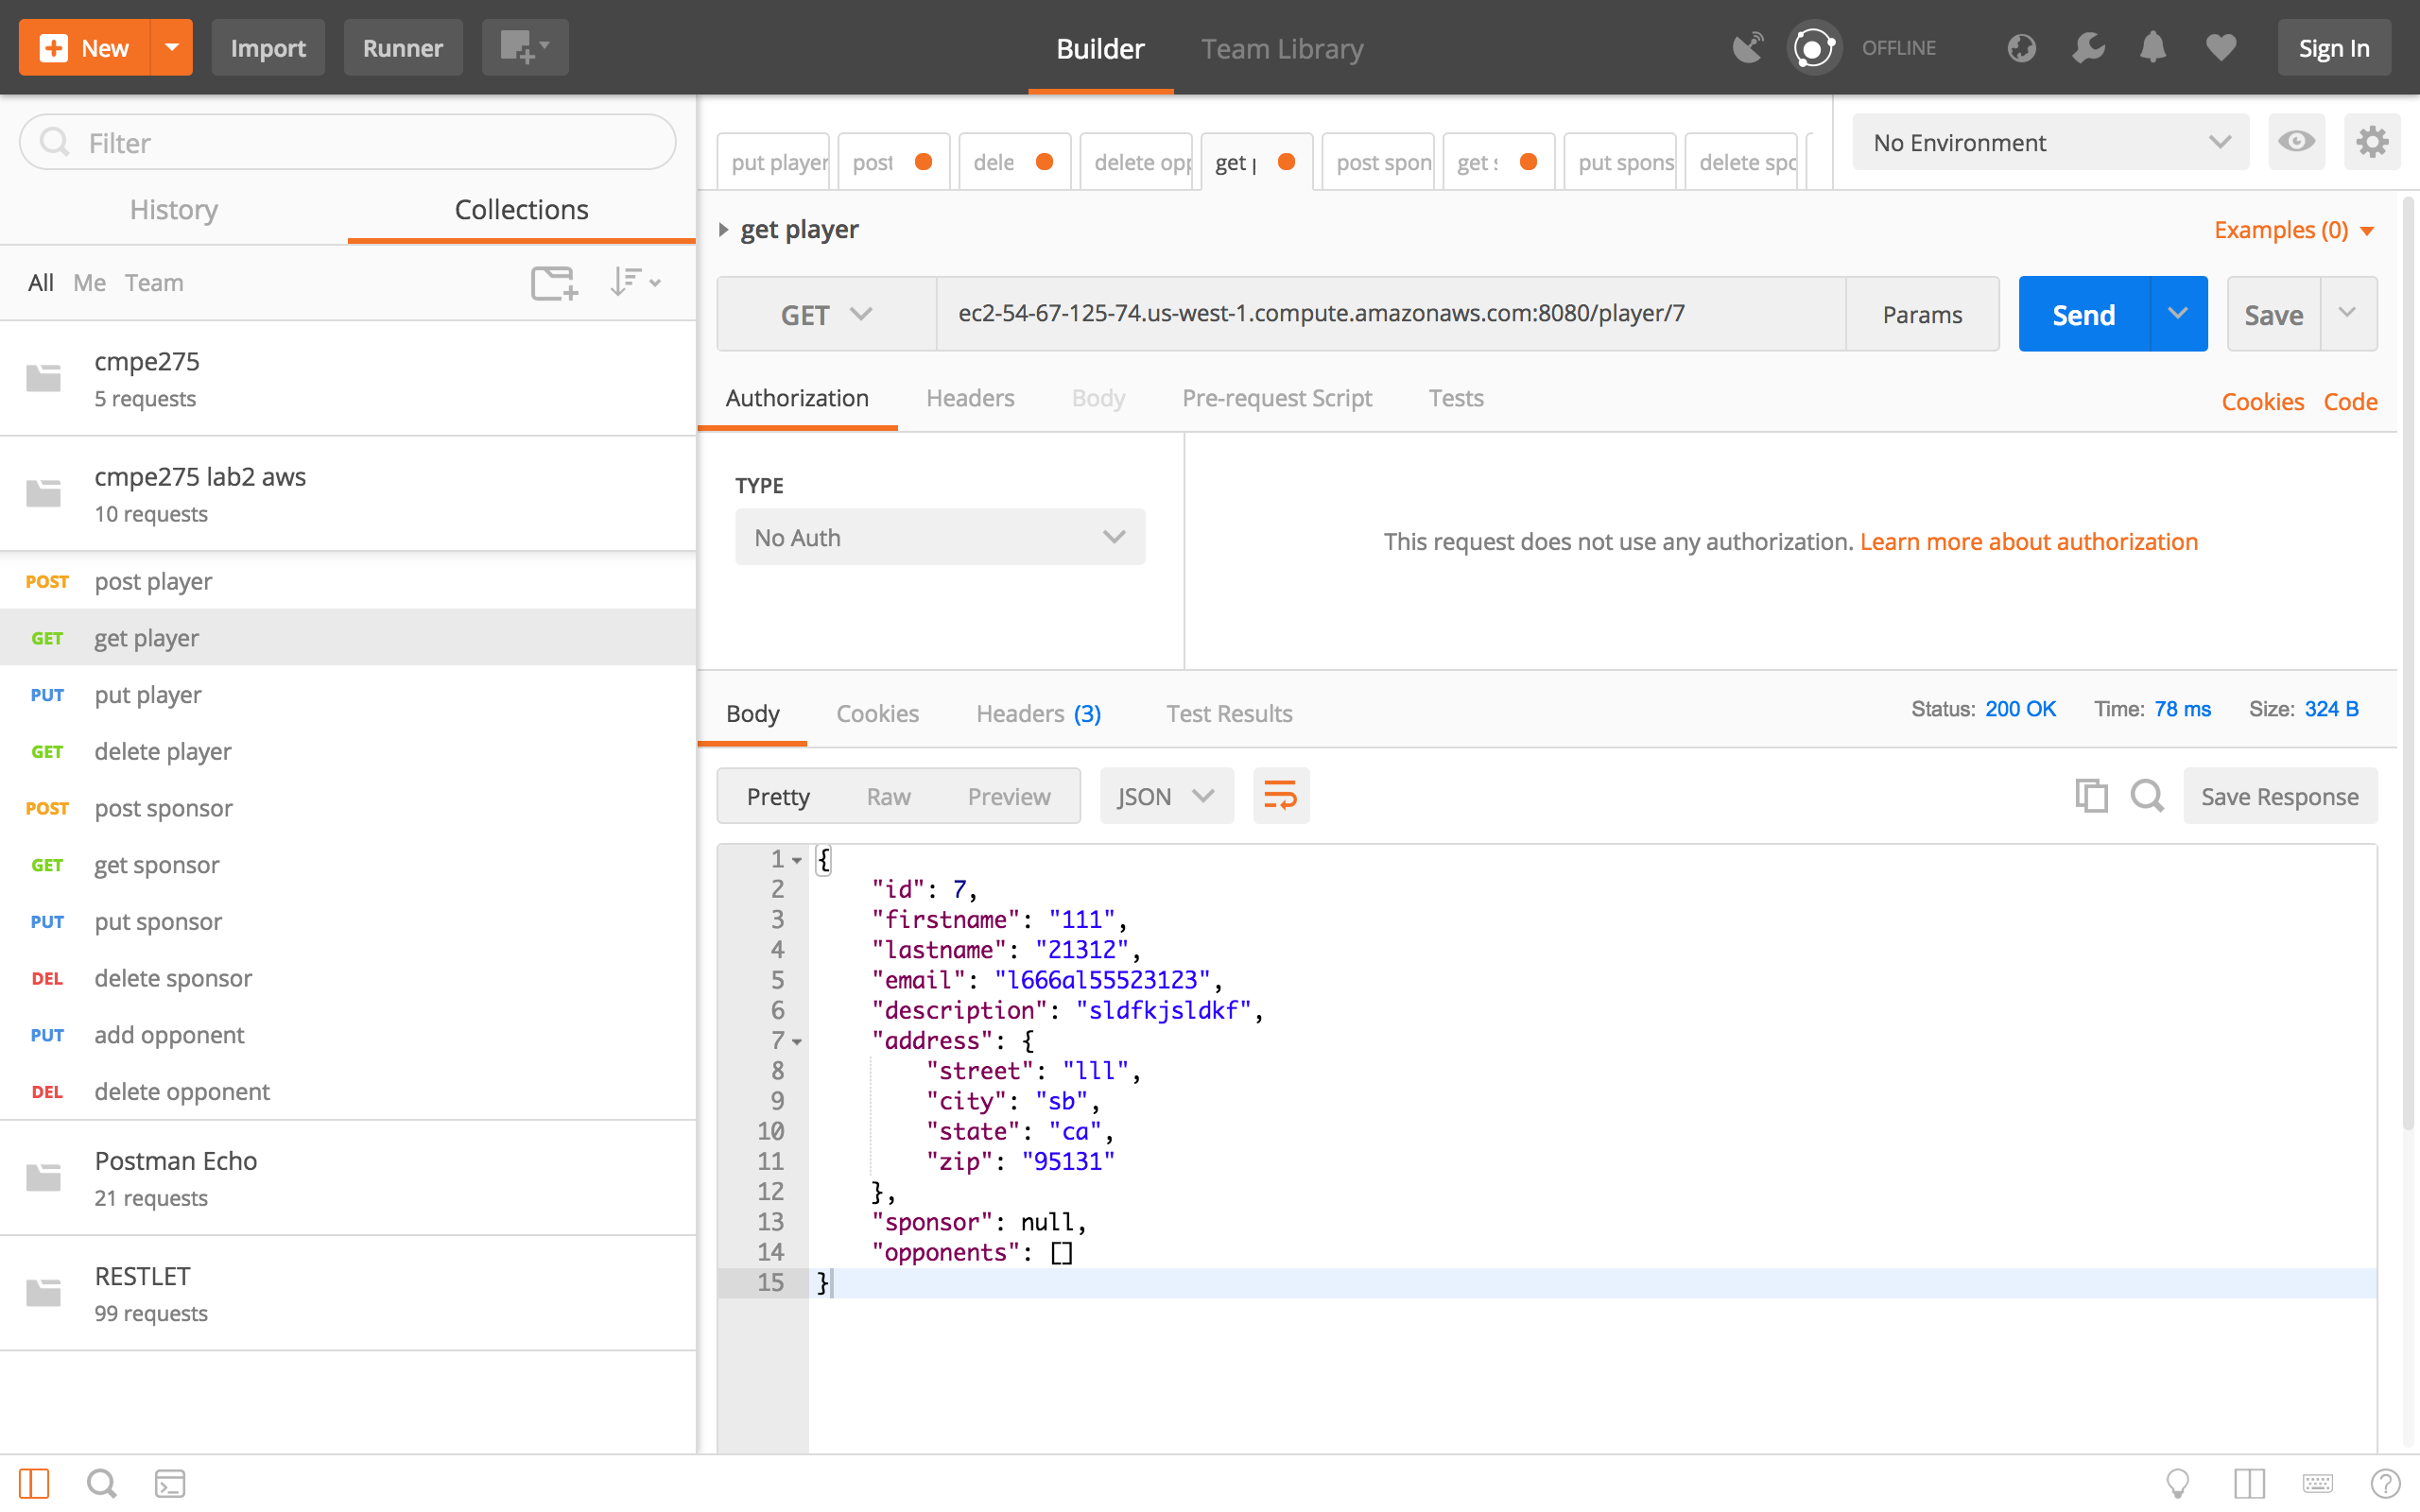 New Import Runner Builder Team Library OFFLINE Sign In
Filter
History Collections
All Me Team
cmpe275
5 requests
cmpe275 lab2 aws
10 requests
POST post player
GET get player
PUT put player
GET delete player
POST post sponsor
GET get sponsor
PUT put sponsor
DEL delete sponsor
PUT add opponent
DEL delete opponent
Postman Echo
21 requests
RESTLET
99 requests
put player post dele delete opp get post spon get put spons delete spc No Environment
get player Examples (0)
GET ec2-54-67-125-74.us-west-1.compute.amazonaws.com:8080/player/7 Params Send Save
Authorization Headers Body Pre-request Script Tests Cookies Code
TYPE
No Auth
This request does not use any authorization. Learn more about authorization
Body Cookies Headers (3) Test Results Status: 200 OK Time: 78 ms Size: 324 B
Pretty Raw Preview JSON Save Response
1 {
2 "id": 7,
3 "firstname": "111",
4 "lastname": "21312",
5 "email": "l666al55523123",
6 "description": "sldfkjsldkf",
7 "address": {
8 "street": "lll",
9 "city": "sb",
10 "state": "ca",
11 "zip": "95131"
12 },
13 "sponsor": null,
14 "opponents": []
15 }